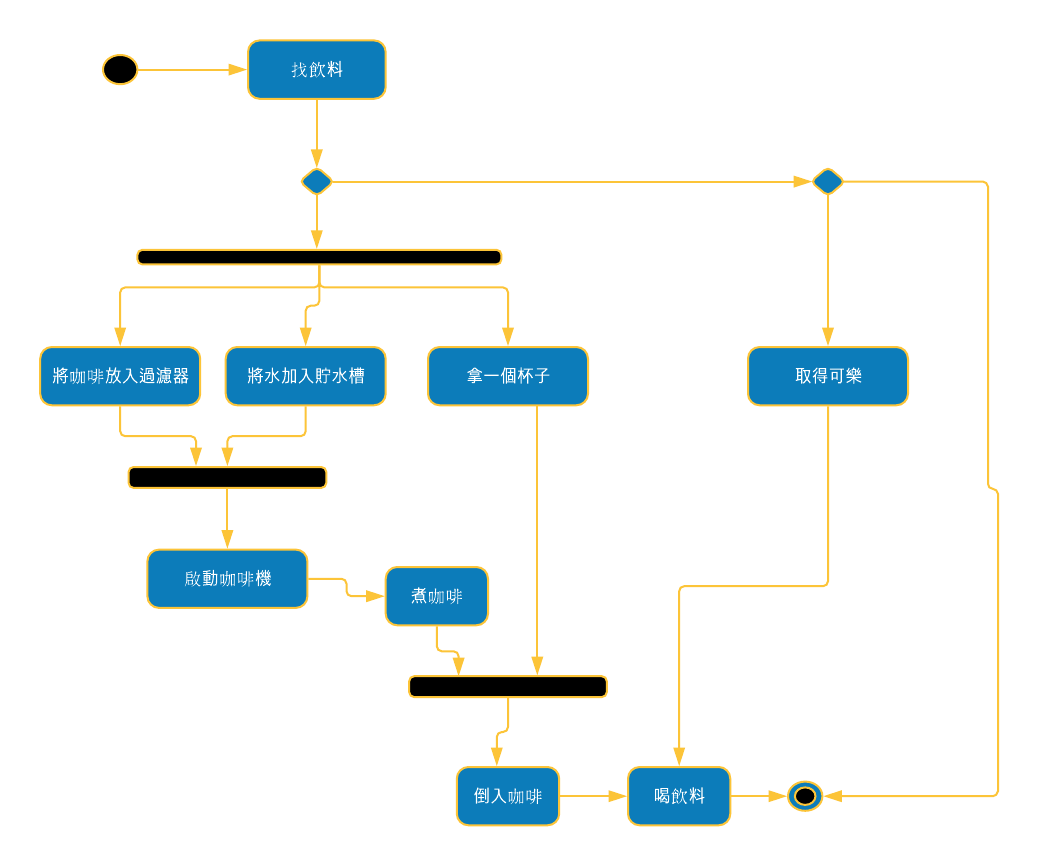 找飲料
將咖啡放入過濾器
將水加入貯水槽
拿一個杯子
取得可樂
啟動咖啡機
煮咖啡
倒入咖啡
喝飲料